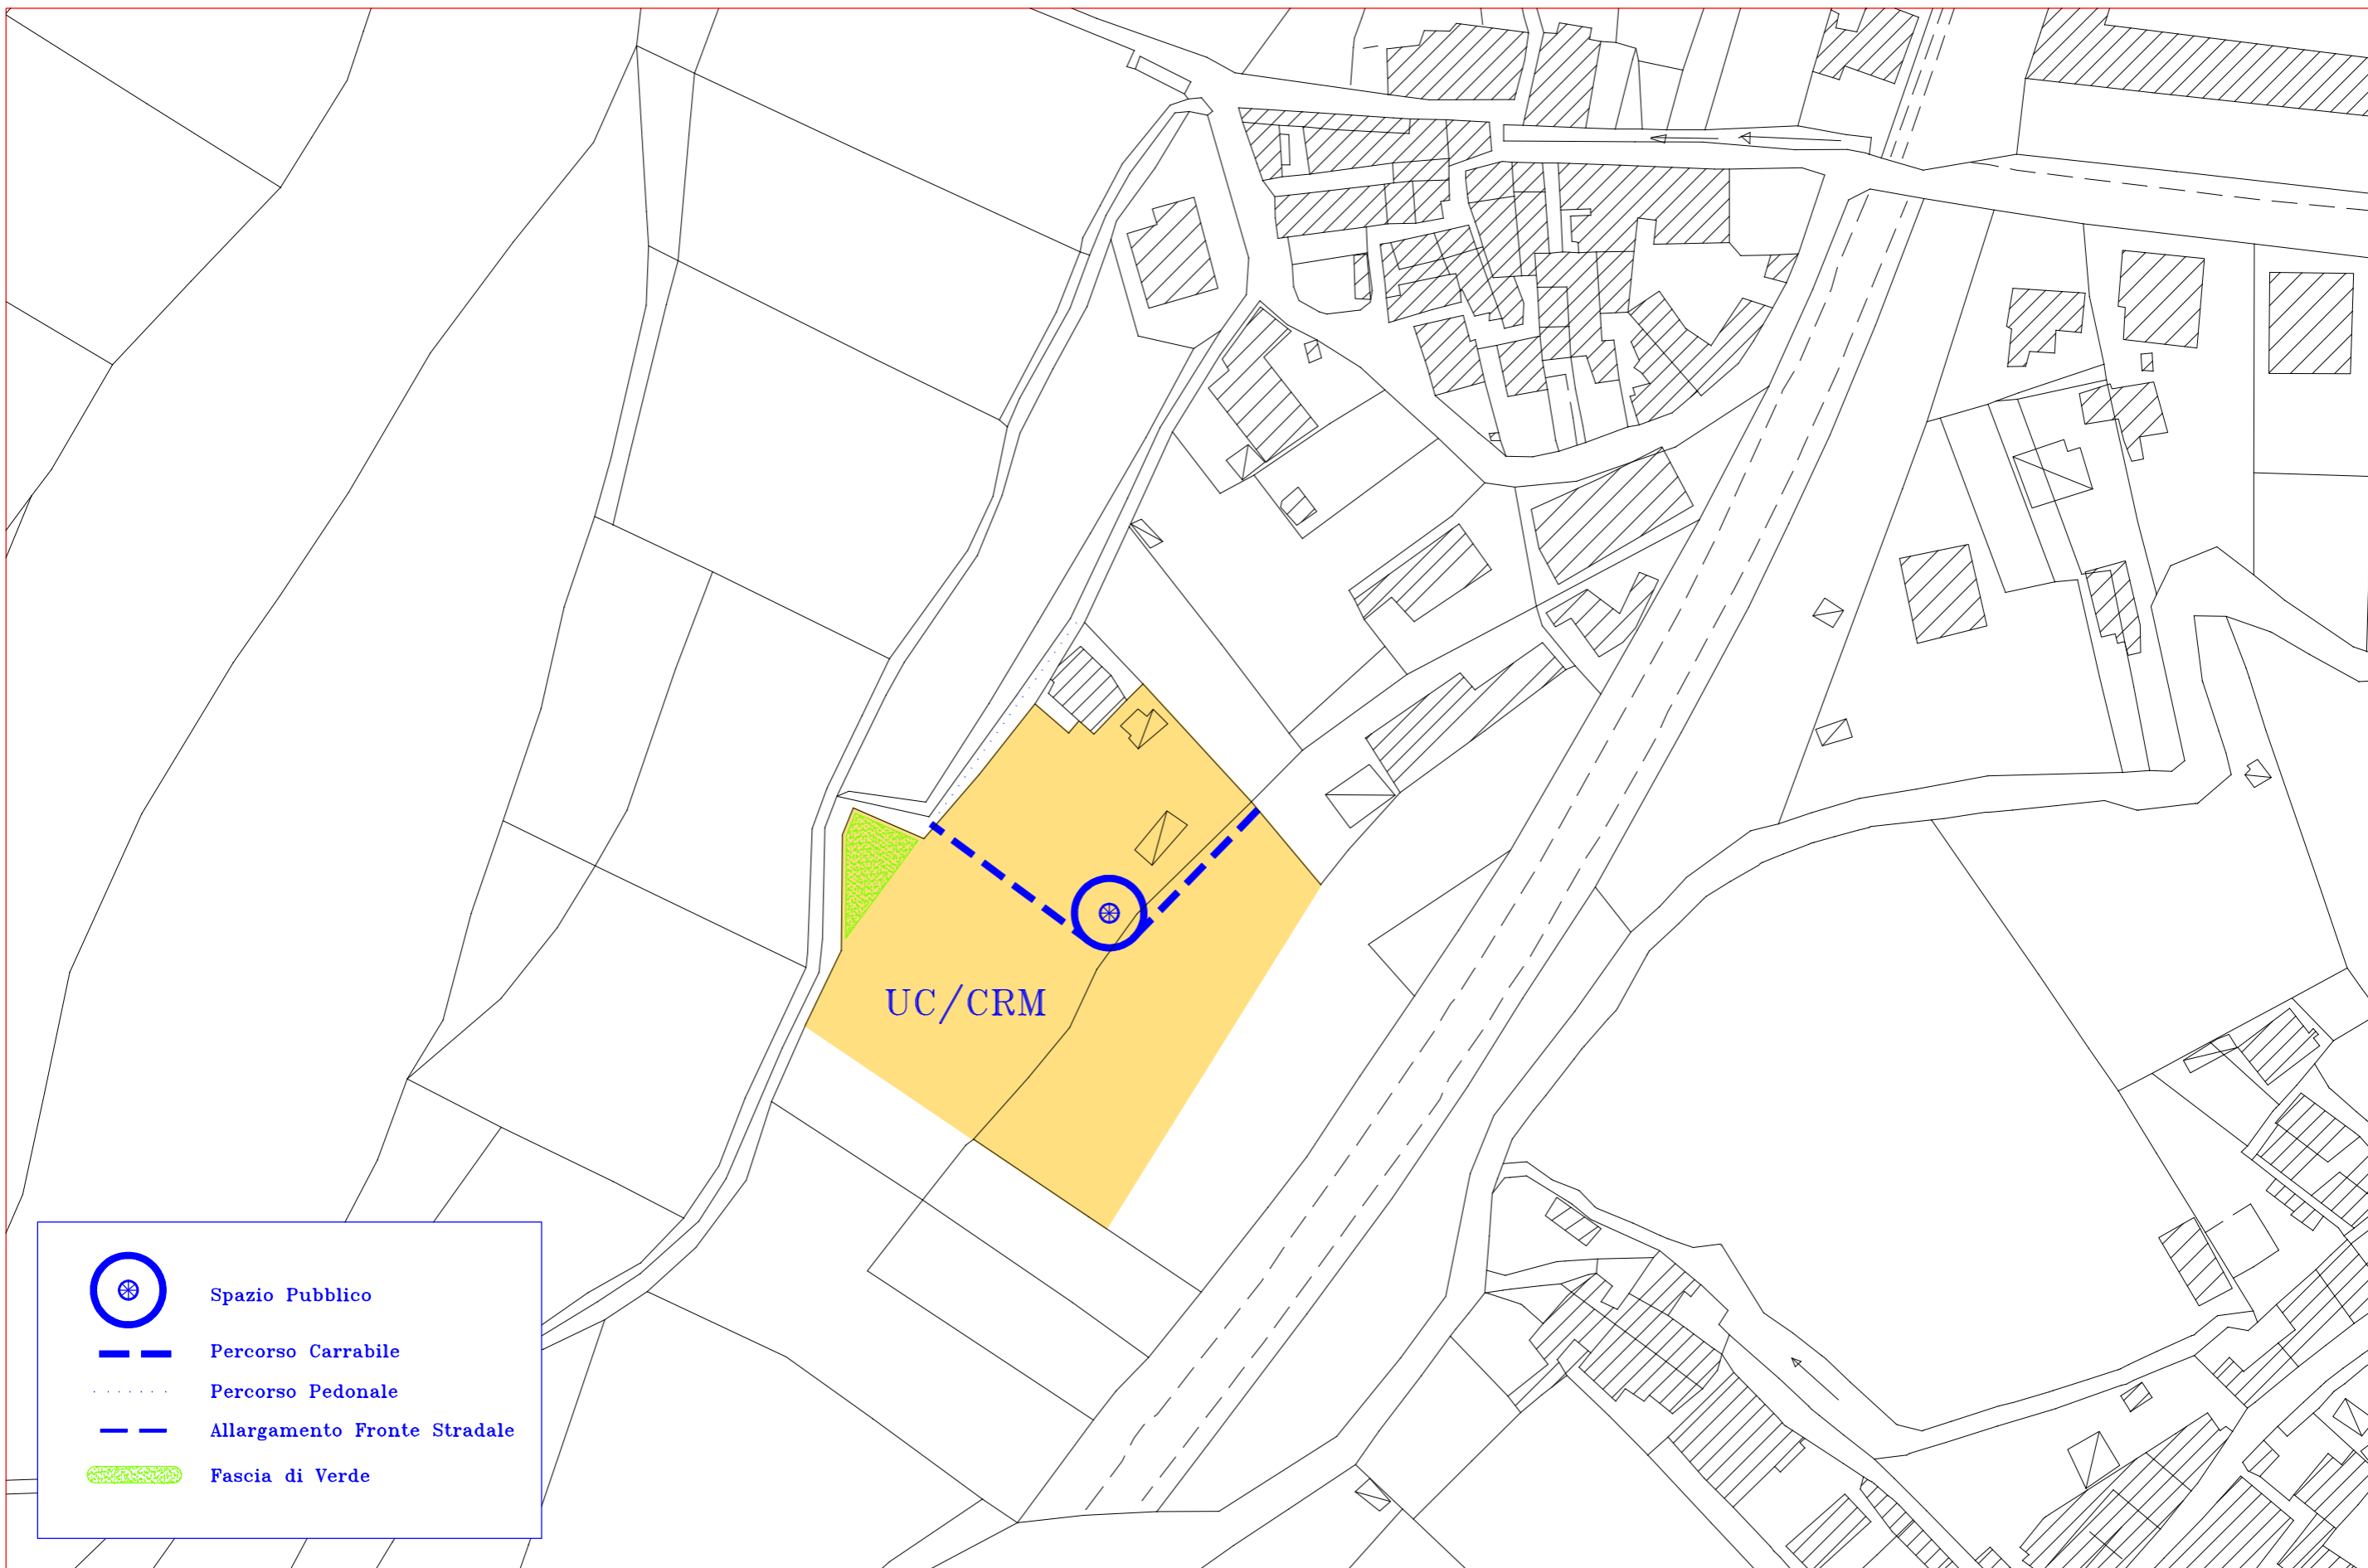 UC/CRM
Spazio Pubblico
Percorso Carrabile
Percorso Pedonale
Allargamento Fronte Stradale
Fascia di Verde